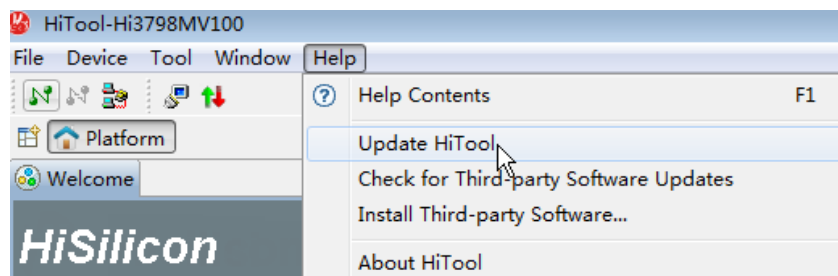 HiTool-Hi3798MV100
File Device Tool Window Help
Help Contents F1
Platform
Update HiTool
Welcome
Check for Third-party Software Updates
Install Third-party Software...
HiSilicon
About HiTool